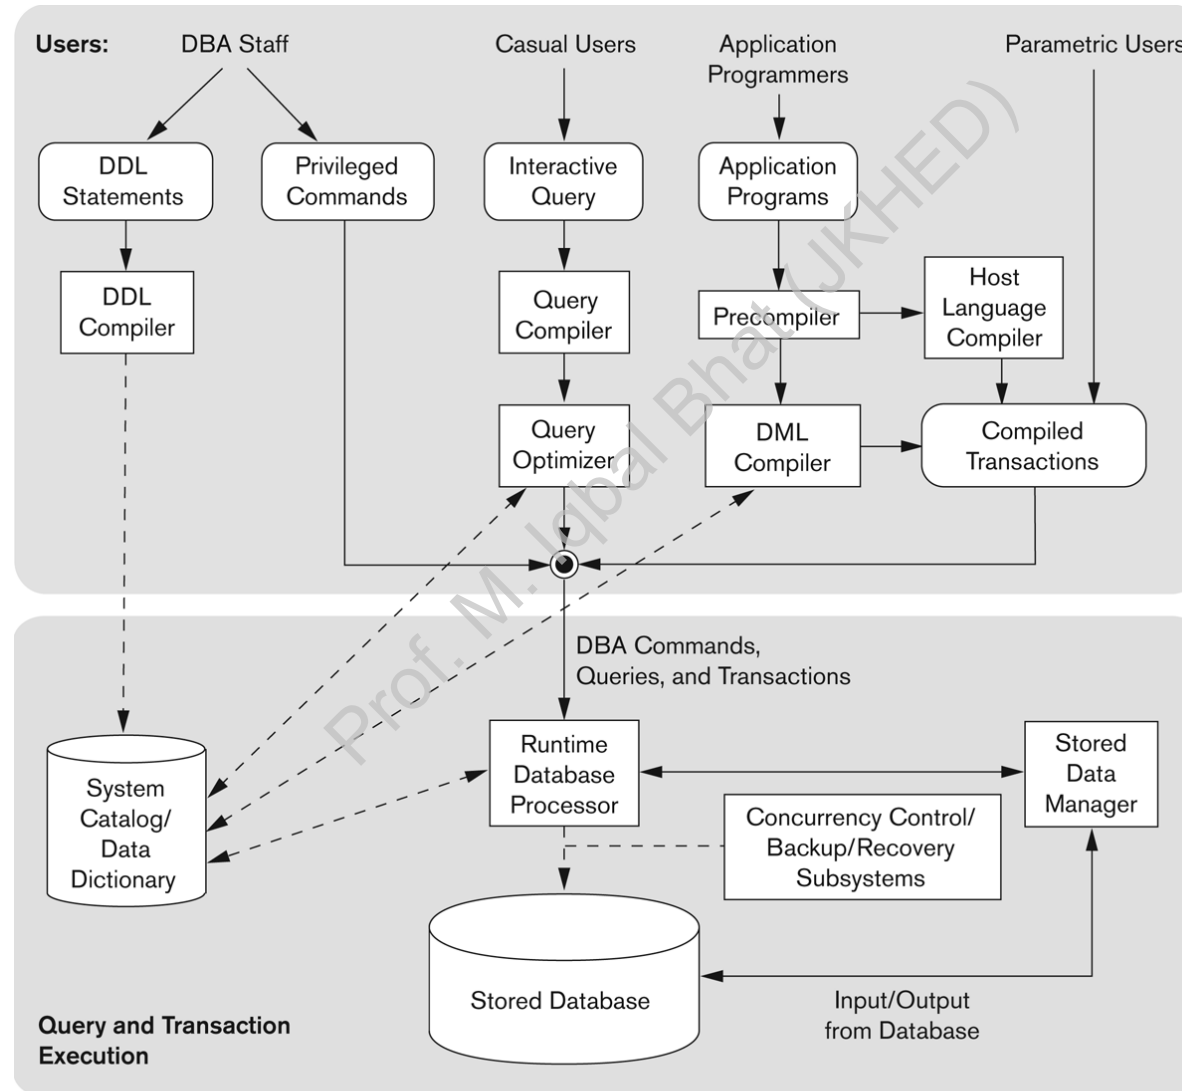 Users:
DBA Staff
Casual Users
Application
Programmers
Parametric Users
DDL
Statements
Privileged
Commands
Interactive
Query
Application
Programs
DDL
Compiler
Query
Compiler
Precompiler
Host
Language
Compiler
Query
Optimizer
DML
Compiler
Compiled
Transactions
DBA Commands,
Queries, and Transactions
System
Catalog/
Data
Dictionary
Runtime
Database
Processor
Stored
Data
Manager
Concurrency Control/
Backup/Recovery
Subsystems
Stored Database
Input/Output
from Database
Query and Transaction
Execution
Prof. M. Iqbal Bhat (JKHED)